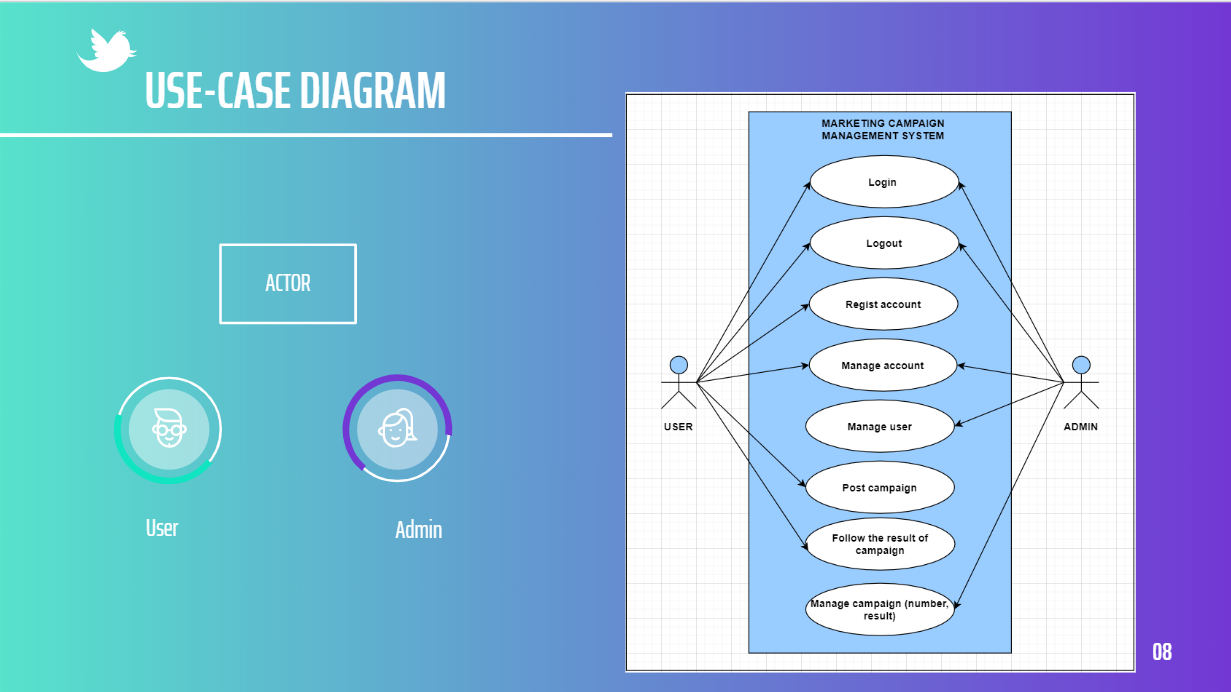 USE-CASE DIAGRAM
ACTOR
User
Admin
MARKETING CAMPAIGN
MANAGEMENT SYSTEM
Login
Logout
Regist account
Manage account
Manage user
Post campaign
Follow the result of
campaign
Manage campaign (number,
result)
USER
ADMIN
08